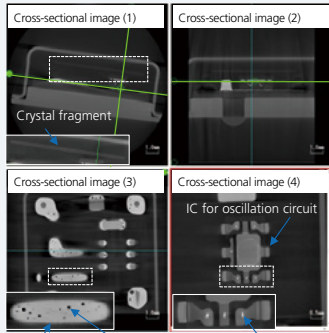 Cross-sectional image (1)
Cross-sectional image (2)
Crystal fragment
Cross-sectional image (3)
Cross-sectional image (4)
IC for oscillation circuit